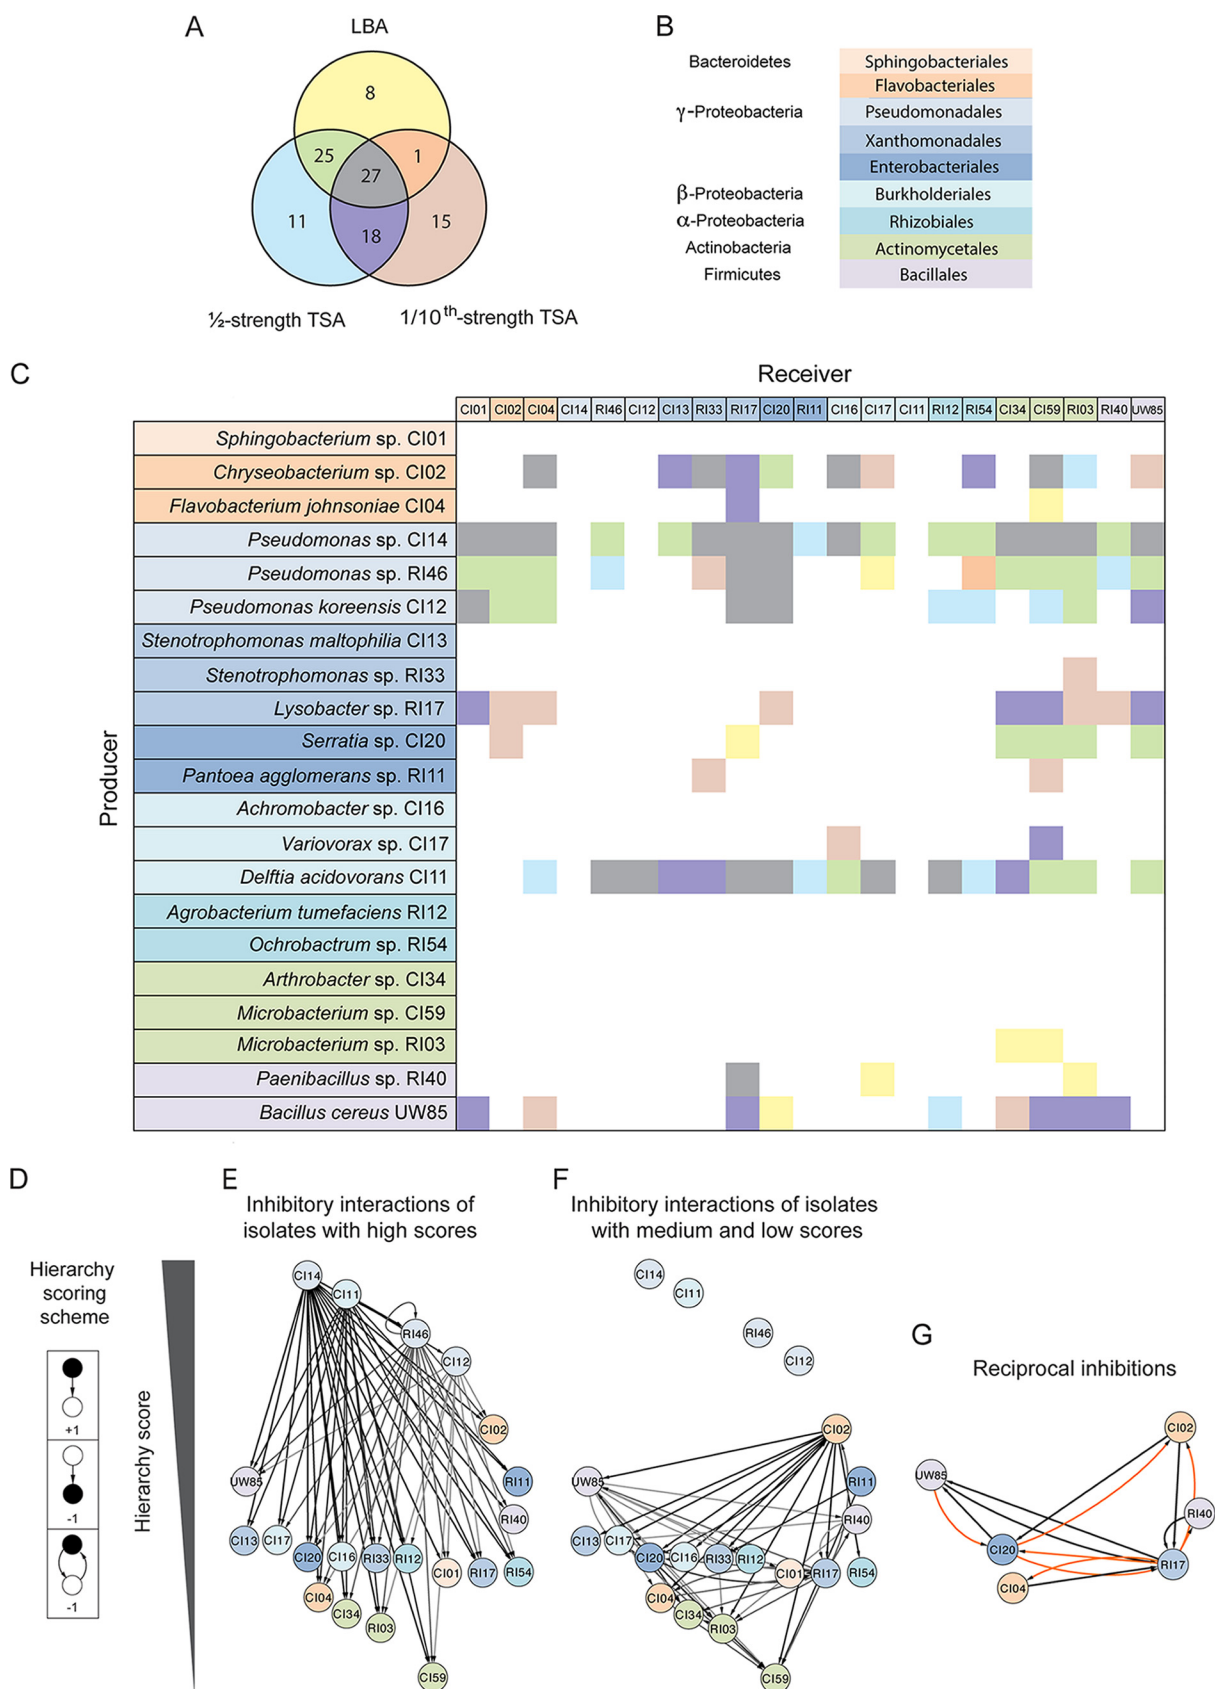 A
LBA
8
25
1
27
11
18
15
½-strength TSA
1/10th-strength TSA
B
Bacteroidetes
Sphingobacteriales
Flavobacteriales
γ-Proteobacteria
Pseudomonadales
Xanthomonadales
Enterobacteriales
β-Proteobacteria
Burkholderiales
α-Proteobacteria
Rhizobiales
Actinobacteria
Actinomycetales
Firmicutes
Bacillales
C
Receiver
CI01 CI02 CI04 CI14 RI46 CI12 CI13 RI33 RI17 CI20 RI11 CI16 CI17 CI11 RI12 RI54 CI34 CI59 RI03 RI40 UW85
Producer
Sphingobacterium sp. CI01
Chryseobacterium sp. CI02
Flavobacterium johnsoniae CI04
Pseudomonas sp. CI14
Pseudomonas sp. RI46
Pseudomonas koreensis CI12
Stenotrophomonas maltophilia CI13
Stenotrophomonas sp. RI33
Lysobacter sp. RI17
Serratia sp. CI20
Pantoea agglomerans sp. RI11
Achromobacter sp. CI16
Variovorax sp. CI17
Delftia acidovorans CI11
Agrobacterium tumefaciens RI12
Ochrobactrum sp. RI54
Arthrobacter sp. CI34
Microbacterium sp. CI59
Microbacterium sp. RI03
Paenibacillus sp. RI40
Bacillus cereus UW85
D
Hierarchy
scoring
scheme
+1
-1
-1
Hierarchy score
E
Inhibitory interactions of
isolates with high scores
CI14
CI11
RI46
CI12
CI02
UW85
RI11
RI40
CI13
CI17
CI20
CI16
RI33
RI12
CI01
RI17
RI54
CI04
CI34
RI03
CI59
F
Inhibitory interactions of isolates
with medium and low scores
CI14
CI11
RI46
CI12
CI02
UW85
RI11
RI40
CI13
CI17
CI20
CI16
RI33
RI12
CI01
RI17
RI54
CI04
CI34
RI03
CI59
G
Reciprocal inhibitions
CI02
UW85
RI40
CI20
RI17
CI04